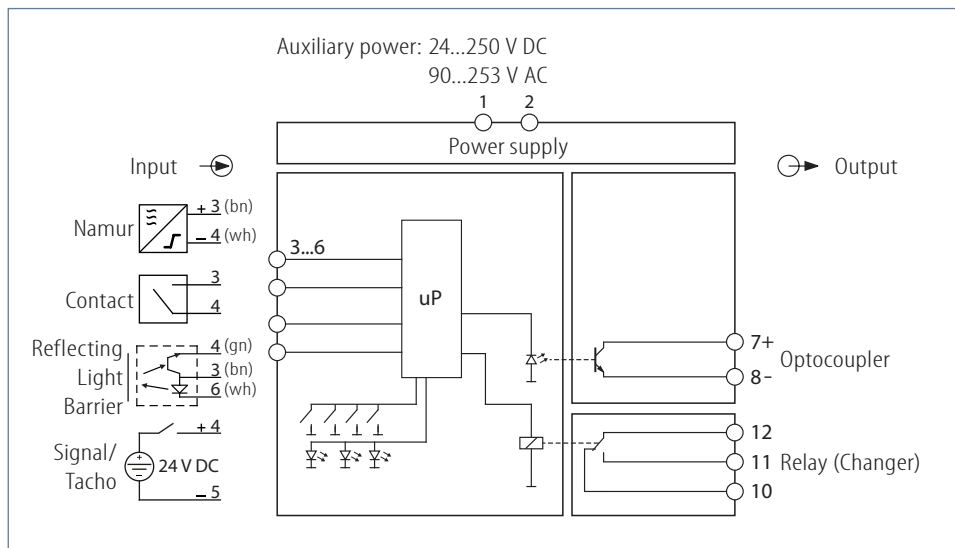 Auxiliary power: 24...250 V DC
90...253 V AC
1 2
Power supply
Input
Output
Namur
+ 3 (bn)
– 4 (wh)
Contact
3
4
Reflecting
Light
Barrier
4 (gn)
3 (bn)
6 (wh)
Signal/
Tacho
+ 4
24 V DC
– 5
3...6
uP
7+
8–
Optocoupler
12
11 Relay (Changer)
10